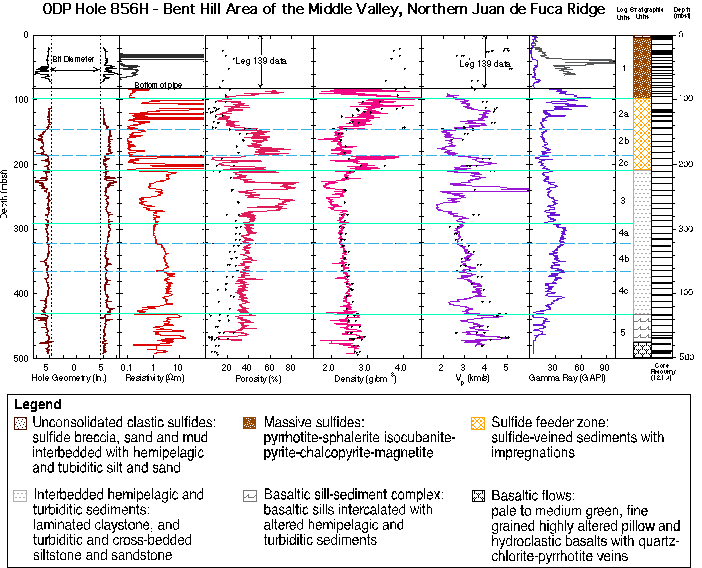 ODP Hole 856H - Bent Hill Area of the Middle Valley, Northern Juan de Fuca Ridge
Log Units
Stratigraphic Units
Depth (mbsf)
0
100
200
300
400
500
Depth (mbsf)
Bit Diameter
Bottom of pipe
Leg 139 data
Leg 139 data
1
2a
2b
2c
3
4a
4b
4c
5
0
100
200
300
400
500
5 0 5
0.1 1 10
20 40 60 80
2.0 3.0 4.0
2 3 4 5
30 60 90
Hole Geometry (in.)
Resistivity (Ωm)
Porosity (%)
Density (g/cm3)
Vp (km/s)
Gamma Ray (GAPI)
Core Recovery
Legend
Unconsolidated clastic sulfides:
sulfide breccia, sand and mud
interbedded with hemipelagic
and tubiditic silt and sand
Massive sulfides:
pyrrhotite-sphalerite isocubanite-
pyrite-chalcopyrite-magnetite
Sulfide feeder zone:
sulfide-veined sediments with
impregnations
Interbedded hemipelagic and
turbiditic sediments:
laminated claystone, and
turbiditic and cross-bedded
siltstone and sandstone
Basaltic sill-sediment complex:
basaltic sills intercalated with
altered hemipelagic and
turbiditic sediments
Basaltic flows:
pale to medium green, fine
grained highly altered pillow and
hydroclastic basalts with quartz-
chlorite-pyrrhotite veins